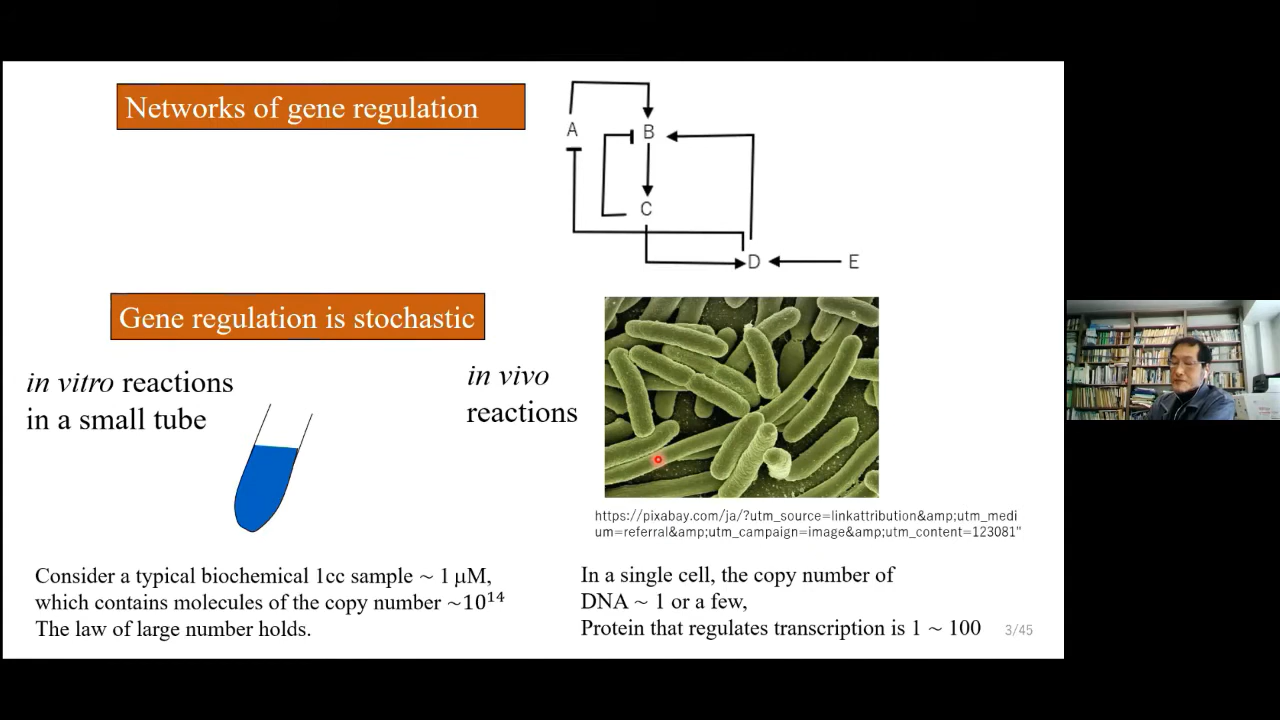 Networks of gene regulation
A
B
C
D
E
Gene regulation is stochastic
in vitro reactions
in a small tube
in vivo
reactions
https://pixabay.com/ja/?utm_source=linkattribution&amp;utm_medi
um=referral&amp;utm_campaign=image&amp;utm_content=123081"
Consider a typical biochemical 1cc sample ~ 1 μM,
which contains molecules of the copy number ~10¹⁴
The law of large number holds.
In a single cell, the copy number of
DNA ~ 1 or a few,
Protein that regulates transcription is 1 ~ 100
3/45